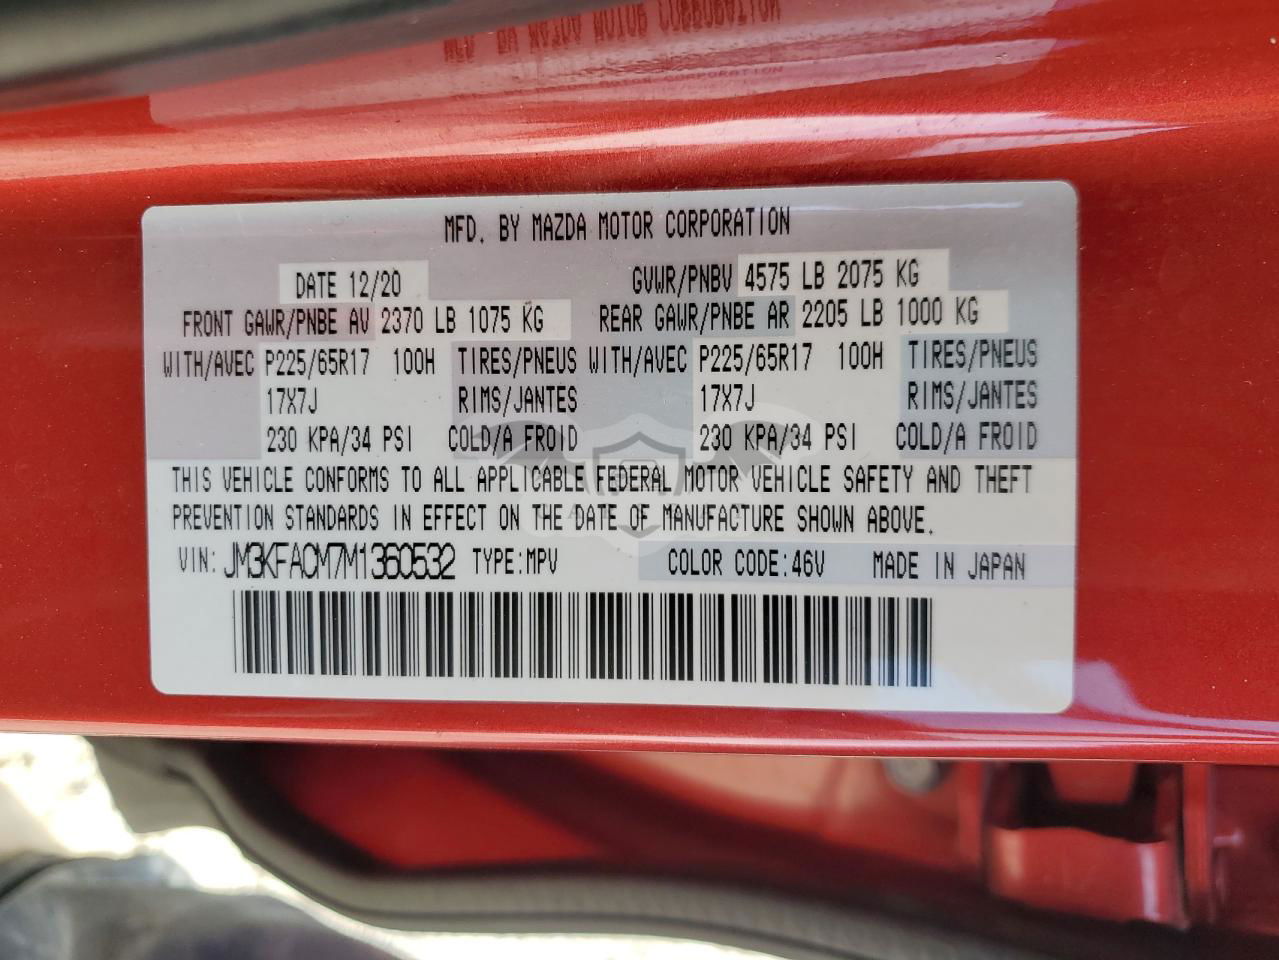 MFD. BY MAZDA MOTOR CORPORATION
DATE 12/20 GVWR/PNBV 4575 LB 2075 KG
FRONT GAWR/PNBE AV 2370 LB 1075 KG REAR GAWR/PNBE AR 2205 LB 1000 KG
WITH/AVEC P225/65R17 100H TIRES/PNEUS WITH/AVEC P225/65R17 100H TIRES/PNEUS
17X7J RIMS/JANTES 17X7J RIMS/JANTES
230 KPA/34 PSI COLD/A FROID 230 KPA/34 PSI COLD/A FROID
THIS VEHICLE CONFORMS TO ALL APPLICABLE FEDERAL MOTOR VEHICLE SAFETY AND THEFT
PREVENTION STANDARDS IN EFFECT ON THE DATE OF MANUFACTURE SHOWN ABOVE.
VIN: JM3KFACM7M1360532 TYPE:MPV COLOR CODE:46V MADE IN JAPAN